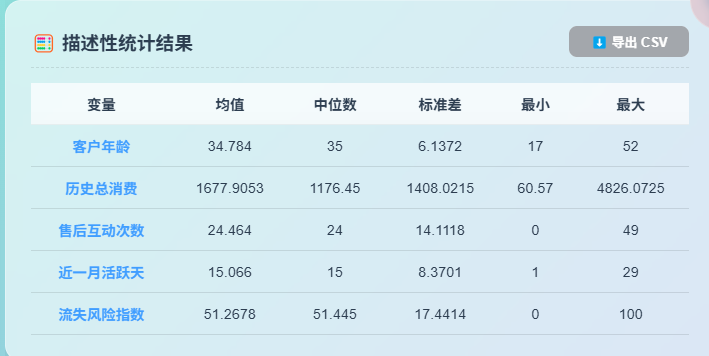 描述性统计结果
导出 CSV
变量 均值 中位数 标准差 最小 最大
客户年龄 34.784 35 6.1372 17 52
历史总消费 1677.9053 1176.45 1408.0215 60.57 4826.0725
售后互动次数 24.464 24 14.1118 0 49
近一月活跃天 15.066 15 8.3701 1 29
流失风险指数 51.2678 51.445 17.4414 0 100